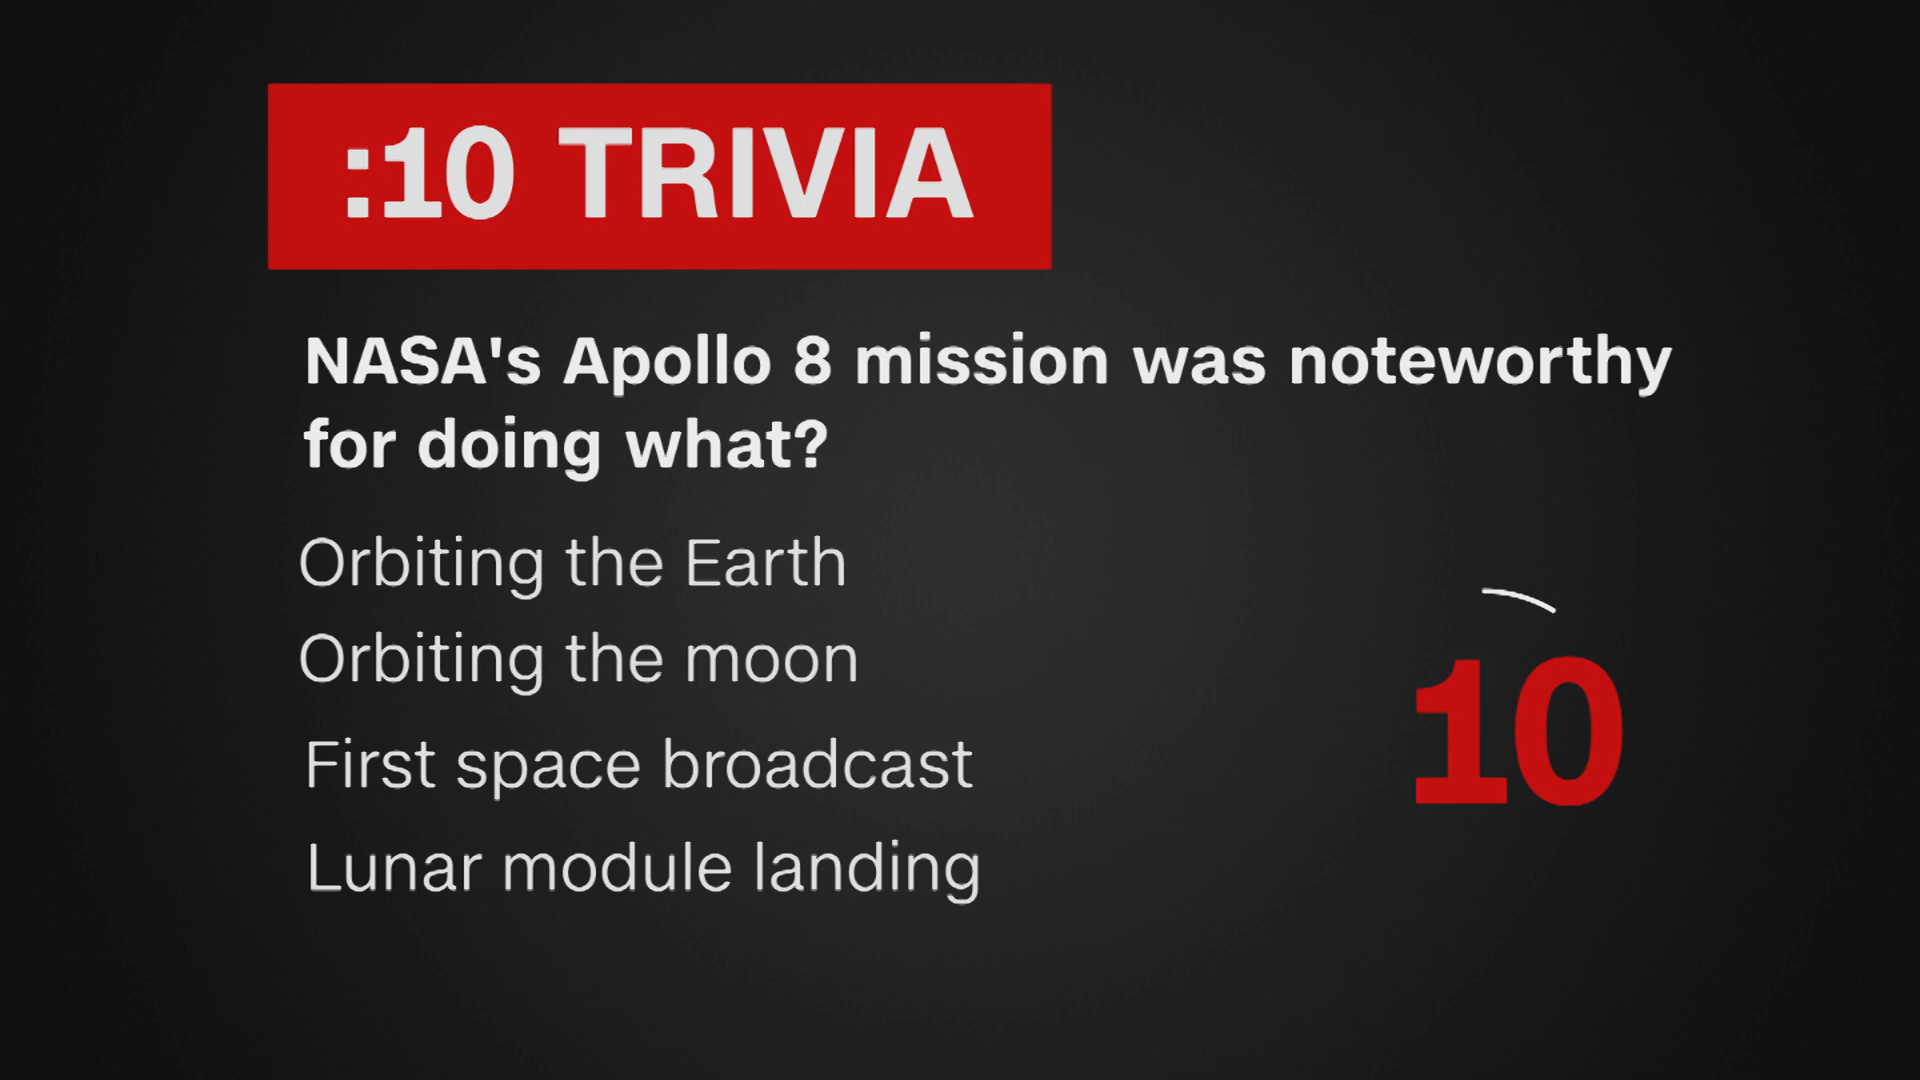 :10 TRIVIA
NASA's Apollo 8 mission was noteworthy
for doing what?
Orbiting the Earth
Orbiting the moon
First space broadcast
Lunar module landing
10